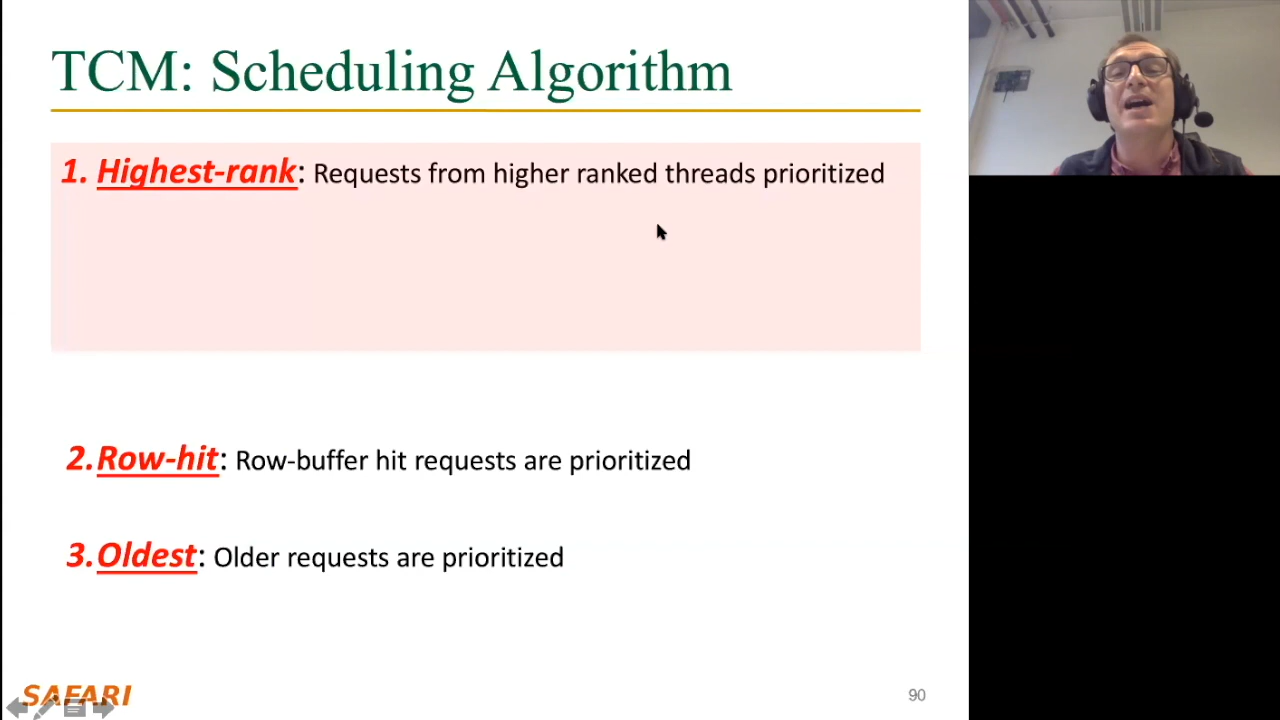 TCM: Scheduling Algorithm
1. Highest-rank: Requests from higher ranked threads prioritized
2. Row-hit: Row-buffer hit requests are prioritized
3. Oldest: Older requests are prioritized
SAFARI
90